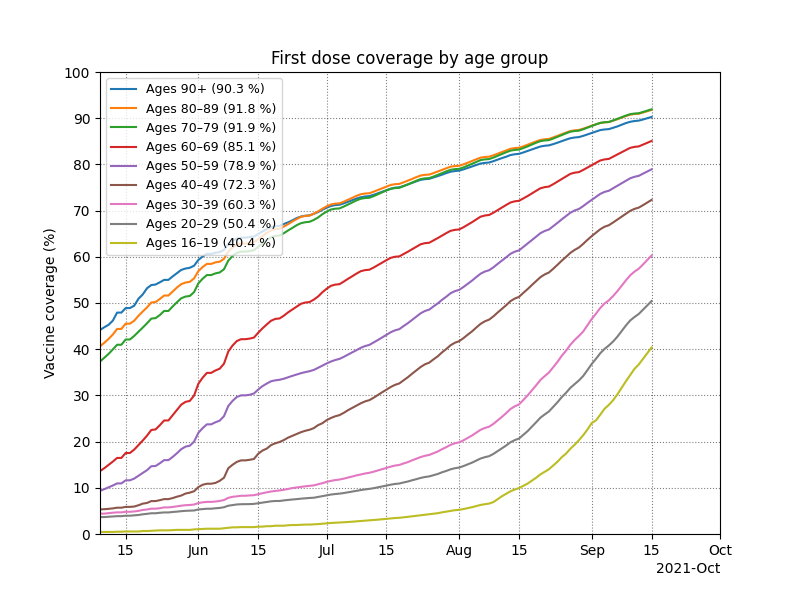 First dose coverage by age group
Vaccine coverage (%)
100
90
80
70
60
50
40
30
20
10
0
Ages 90+ (90.3 %)
Ages 80–89 (91.8 %)
Ages 70–79 (91.9 %)
Ages 60–69 (85.1 %)
Ages 50–59 (78.9 %)
Ages 40–49 (72.3 %)
Ages 30–39 (60.3 %)
Ages 20–29 (50.4 %)
Ages 16–19 (40.4 %)
15 Jun 15 Jul 15 Aug 15 Sep 15 Oct
2021-Oct